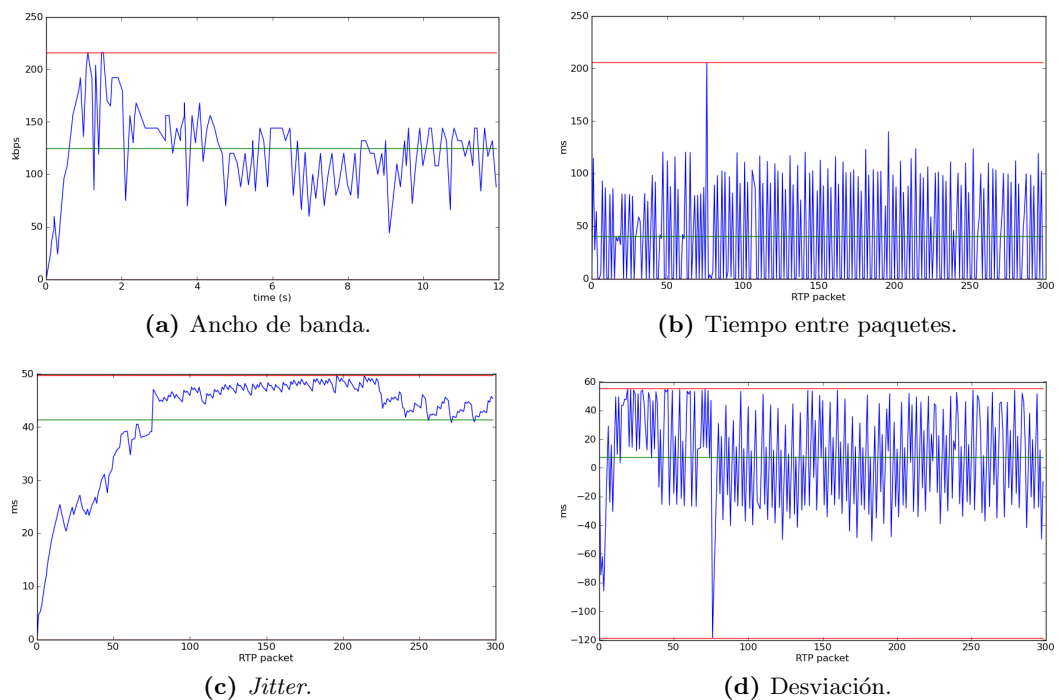 250
200
150
100
50
0
kbps
0 2 4 6 8 10 12
time (s)
(a) Ancho de banda.
250
200
150
100
50
0
ms
0 50 100 150 200 250 300
RTP packet
(b) Tiempo entre paquetes.
50
40
30
20
10
0
ms
0 50 100 150 200 250 300
RTP packet
(c) Jitter.
60
40
20
0
−20
−40
−60
−80
−100
−120
ms
0 50 100 150 200 250 300
RTP packet
(d) Desviación.